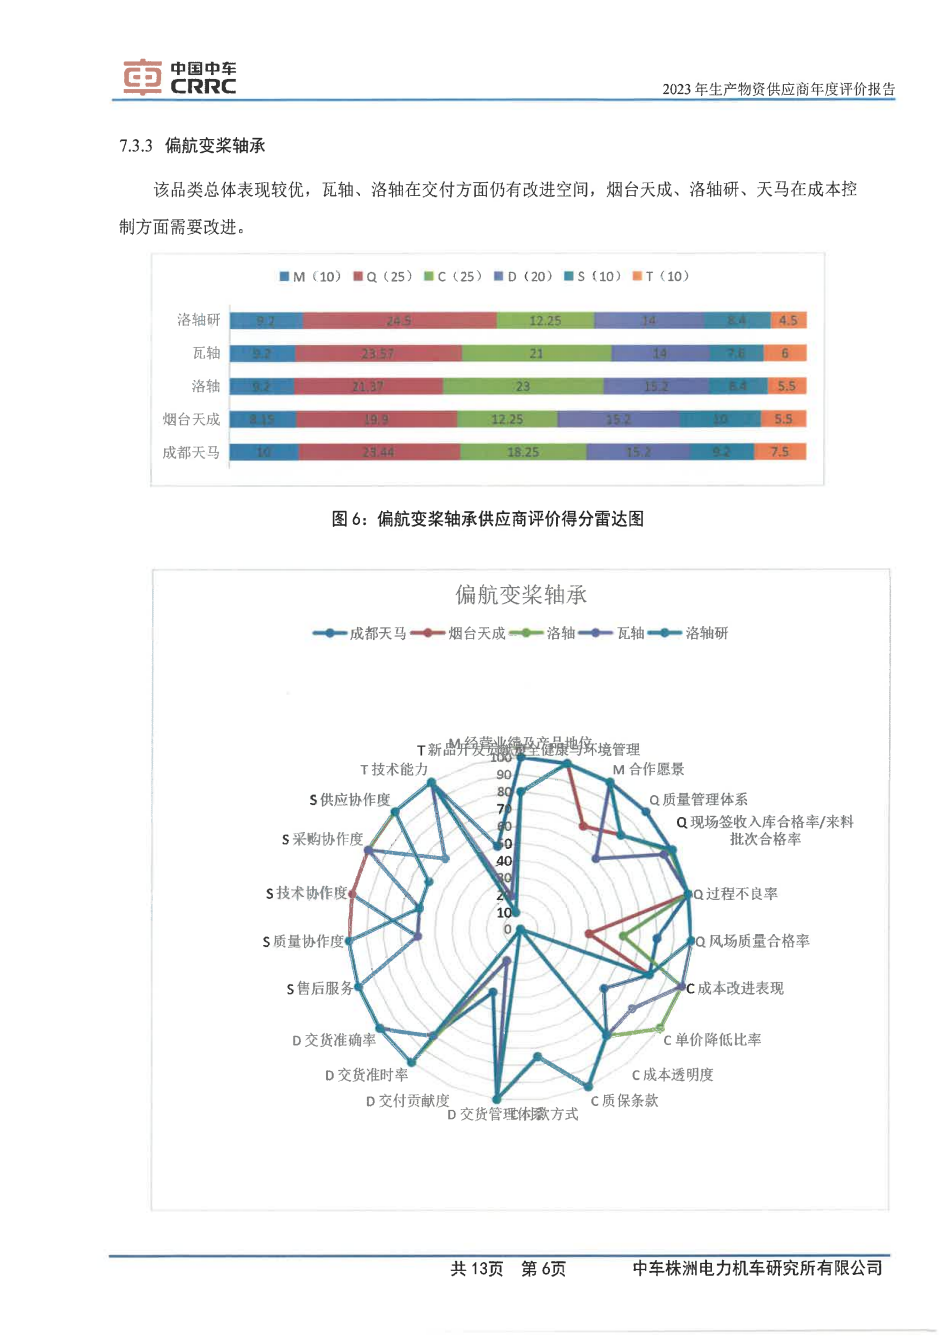 中国中车
CRRC
2023 年生产物资供应商年度评价报告
7.3.3 偏航变桨轴承
该品类总体表现较优，瓦轴、洛轴在交付方面仍有改进空间，烟台天成、洛轴研、天马在成本控
制方面需要改进。
M（10） Q（25） C（25） D（20） S（10） T（10）
洛轴研 9.2 24.5 12.25 14 8.4 4.5
瓦轴 9.2 23.57 21 14 7.6 6
洛轴 9.2 21.37 23 15.2 8.4 5.5
烟台天成 8.15 19.9 12.25 15.2 10 5.5
成都天马 10 23.44 18.25 15.2 9.2 7.5
图 6：偏航变桨轴承供应商评价得分雷达图
偏航变桨轴承
成都天马 烟台天成 洛轴 瓦轴 洛轴研
M 经营业绩及产品地位
T 新品开发贡献度
全健康与环境管理
T 技术能力
M 合作愿景
S 供应协作度
Q 质量管理体系
S 采购协作度
Q 现场签收入库合格率/来料
批次合格率
S 技术协作度
Q 过程不良率
S 质量协作度
Q 风场质量合格率
S 售后服务
C 成本改进表现
D 交货准确率
C 单价降低比率
D 交货准时率
C 成本透明度
D 交付贡献度
C 质保条款
D 交货管理体系
C 付款方式
100
90
80
70
60
50
40
30
20
10
0
共 13页 第 6页 中车株洲电力机车研究所有限公司